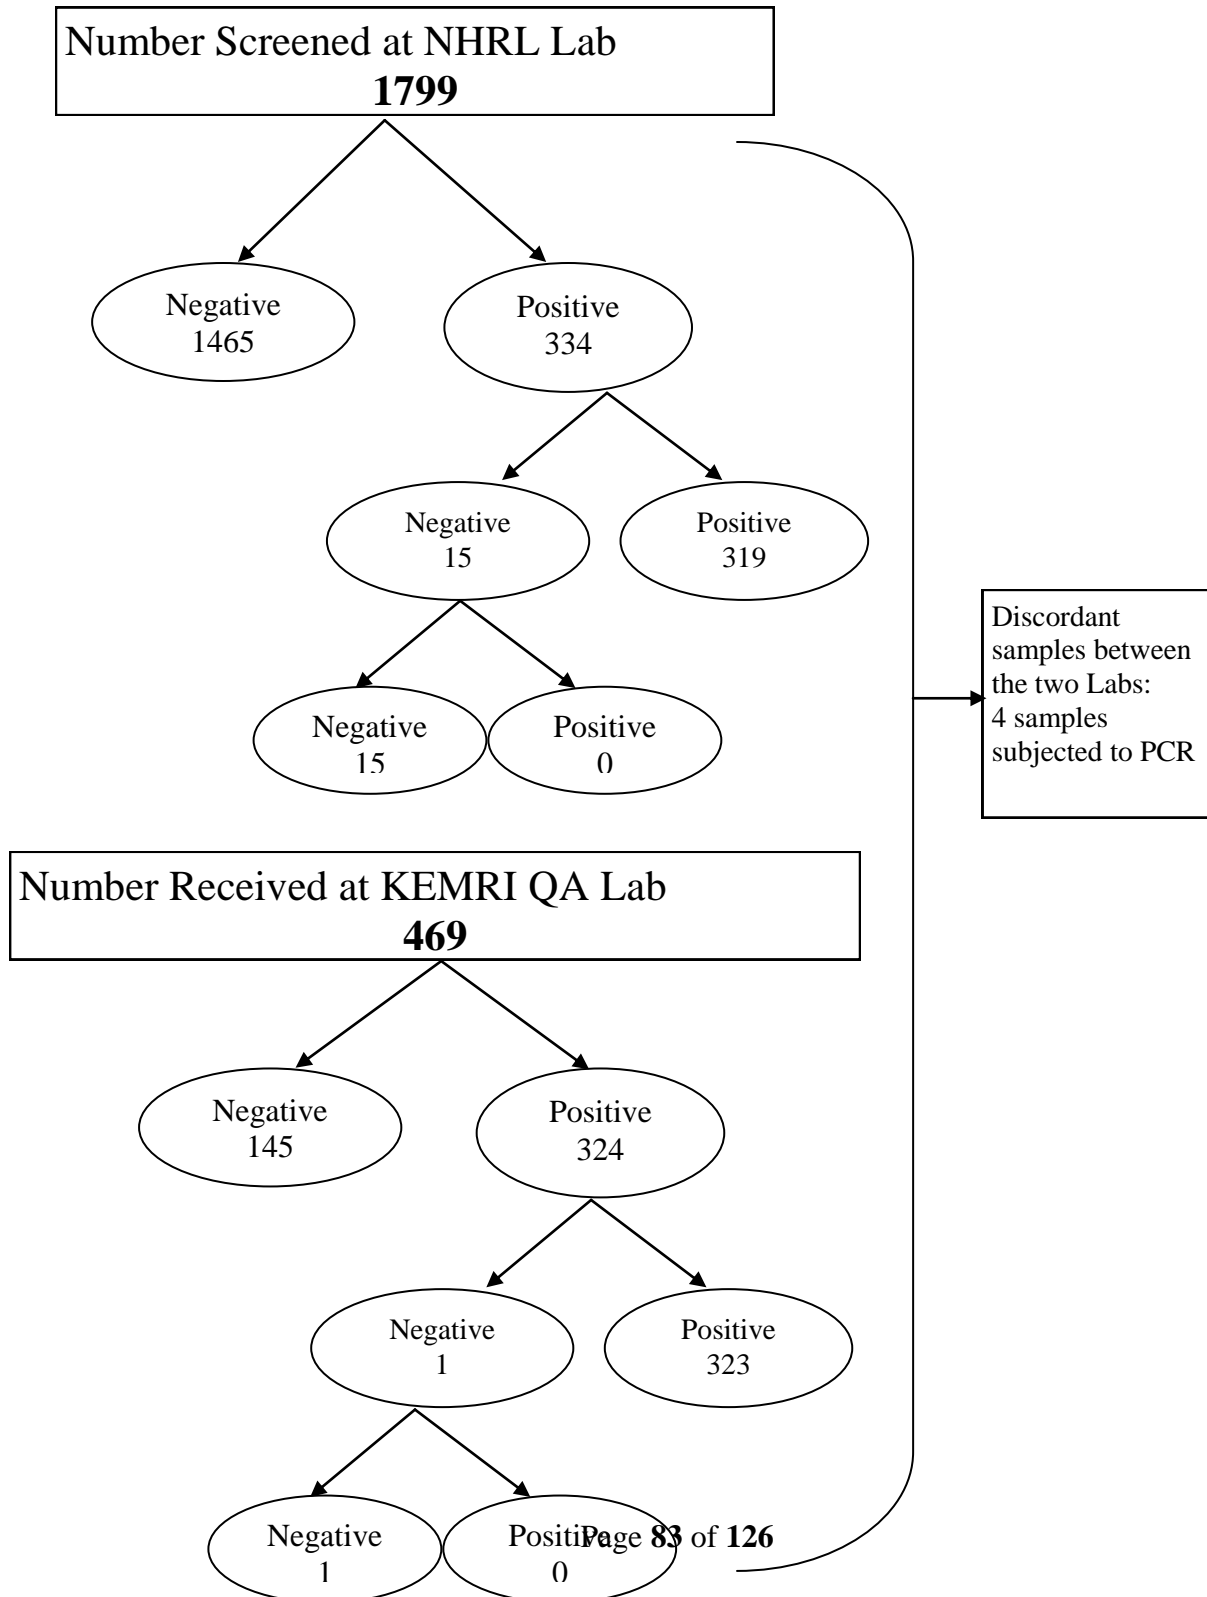 Number Screened at NHRL Lab
1799
Negative
1465
Positive
334
Negative
15
Positive
319
Negative
15
Positive
0
Discordant
samples between
the two Labs:
4 samples
subjected to PCR
Number Received at KEMRI QA Lab
469
Negative
145
Positive
324
Negative
1
Positive
323
Negative
1
Positive
0
Page 83 of 126